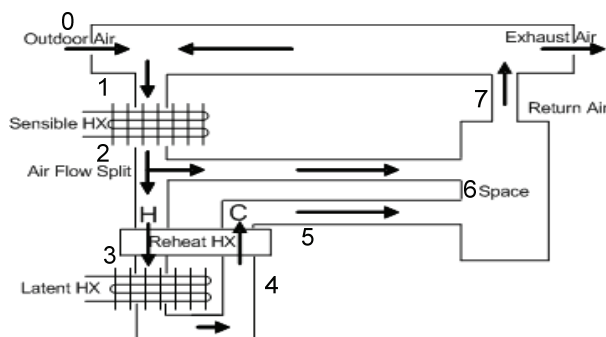 0
Outdoor Air
Exhaust Air
1
7
Return Air
Sensible HX
2
Air Flow Split
6
Space
H
C
Reheat HX
5
3
4
Latent HX